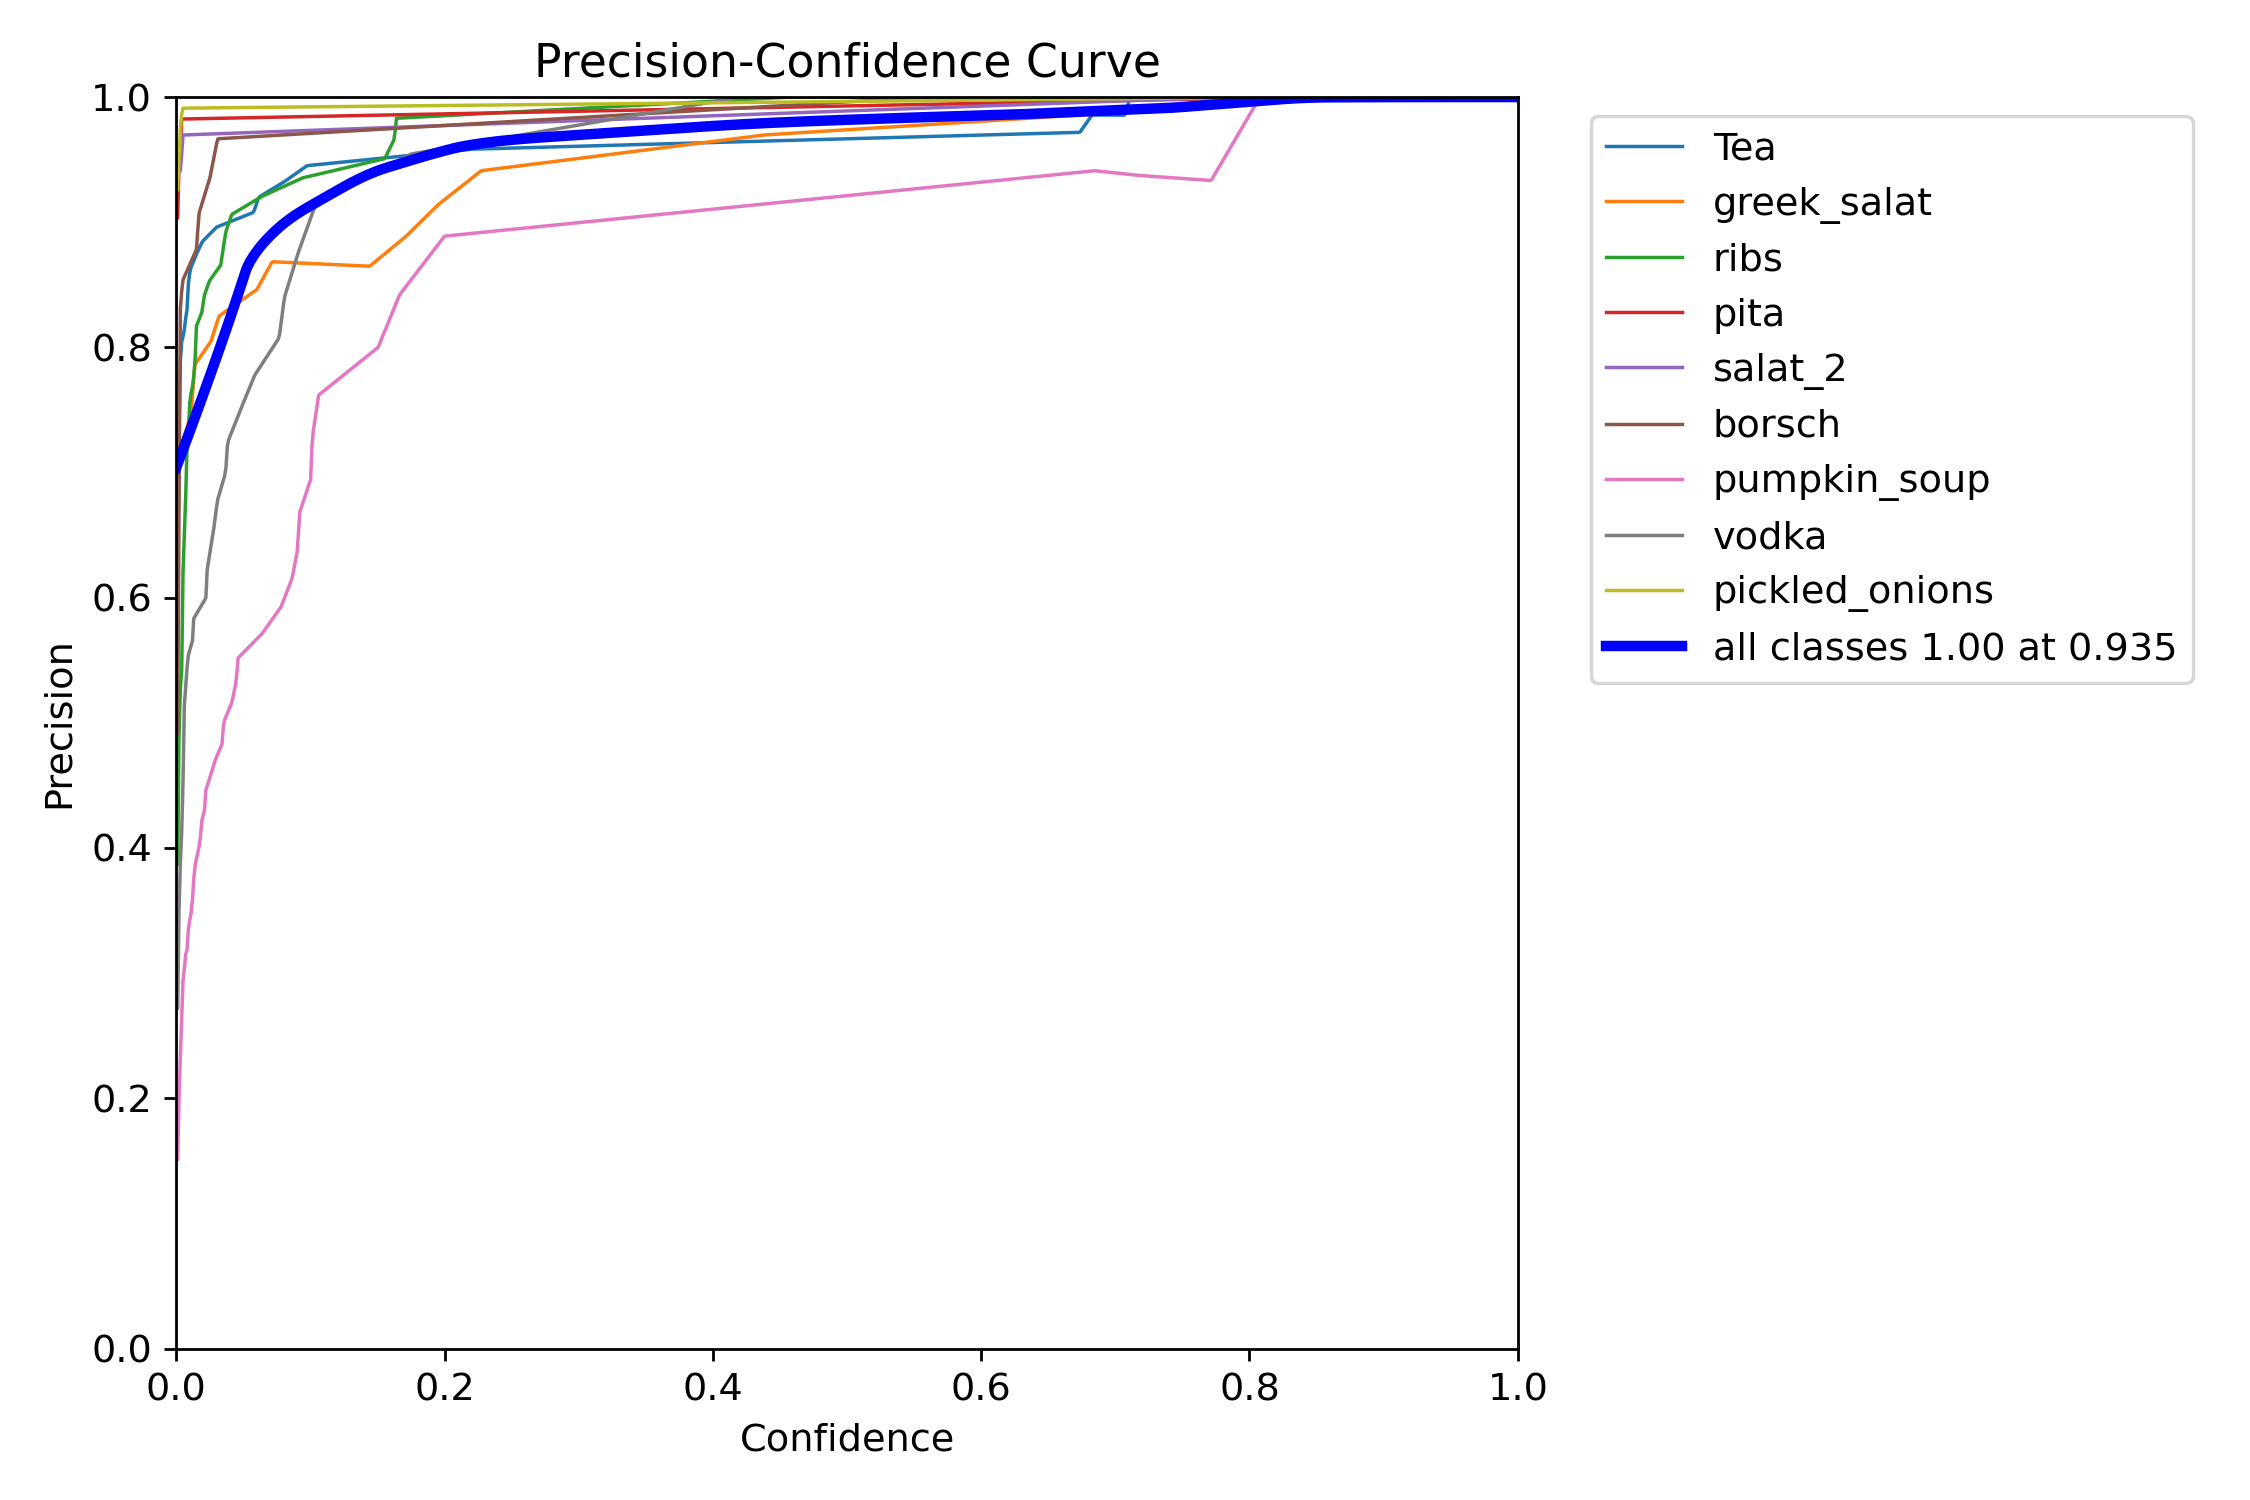 Precision-Confidence Curve
1.0
0.8
0.6
0.4
0.2
0.0
Precision
0.0 0.2 0.4 0.6 0.8 1.0
Confidence
Tea
greek_salat
ribs
pita
salat_2
borsch
pumpkin_soup
vodka
pickled_onions
all classes 1.00 at 0.935